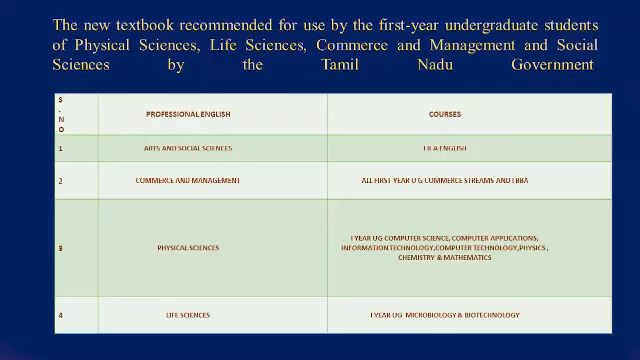 The new textbook recommended for use by the first-year undergraduate students
of Physical Sciences, Life Sciences, Commerce and Management and Social
Sciences by the Tamil Nadu Government
S
.
N
O
PROFESSIONAL ENGLISH COURSES
1 ARTS AND SOCIAL SCIENCES I B A ENGLISH
2 COMMERCE AND MANAGEMENT ALL FIRST YEAR U G COMMERCE STREAMS AND I BBA
I YEAR UG COMPUTER SCIENCE, COMPUTER APPLICATIONS,
3 PHYSICAL SCIENCES INFORMATION TECHNOLOGY,COMPUTER TECHNOLOGY,PHYSICS ,
CHEMISTRY & MATHEMATICS
4 LIFE SCIENCES I YEAR UG MICROBIOLOGY & BIOTECHNOLOGY